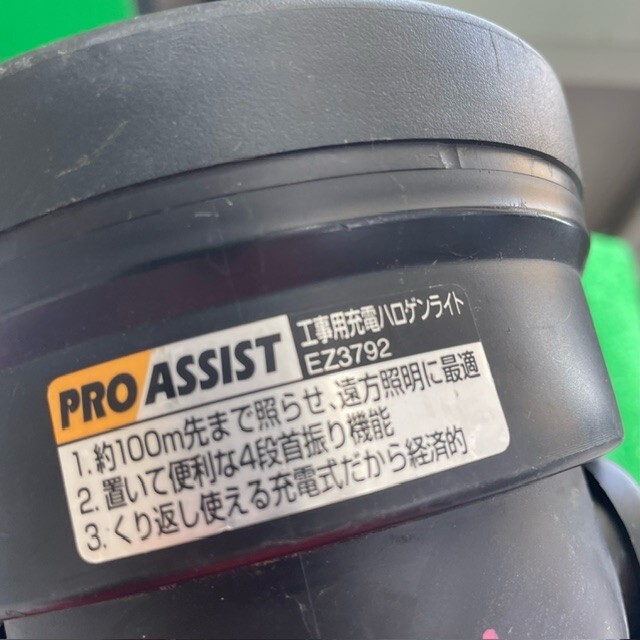 PRO ASSIST
工事用充電ハロゲンライト
EZ3792
1. 約100m先まで照らせ、遠方照明に最適
2. 置いて便利な4段首振り機能
3. くり返し使える充電式だから経済的